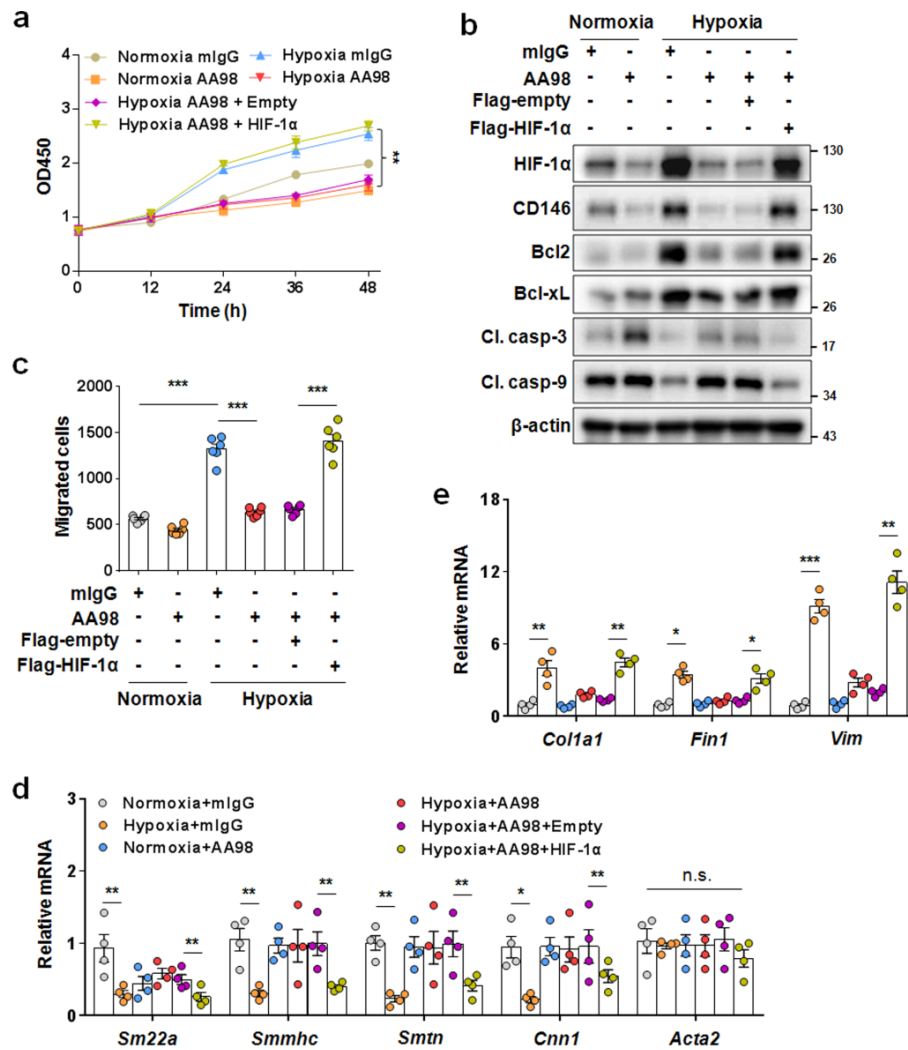 a
OD450
4
3
2
1
0
Normoxia mIgG
Hypoxia mIgG
Normoxia AA98
Hypoxia AA98
Hypoxia AA98 + Empty
Hypoxia AA98 + HIF-1α
**
0 12 24 36 48
Time (h)
b
Normoxia Hypoxia
mIgG + - + - - -
AA98 - + - + + +
Flag-empty - - - - + -
Flag-HIF-1α - - - - - +
HIF-1α 130
CD146 130
Bcl2 26
Bcl-xL 26
Cl. casp-3 17
Cl. casp-9 34
β-actin 43
c
Migrated cells
2000
1500
1000
500
0
*** *** ***
mIgG + - + - - -
AA98 - + - + + +
Flag-empty - - - - + -
Flag-HIF-1α - - - - - +
Normoxia Hypoxia
e
Relative mRNA
18
12
6
0
** ** * * *** **
Col1a1 Fin1 Vim
d
Relative mRNA
3
2
1
0
Normoxia+mIgG
Hypoxia+mIgG
Normoxia+AA98
Hypoxia+AA98
Hypoxia+AA98+Empty
Hypoxia+AA98+HIF-1α
** ** ** ** ** ** * ** n.s.
Sm22a Smmhc Smtn Cnn1 Acta2